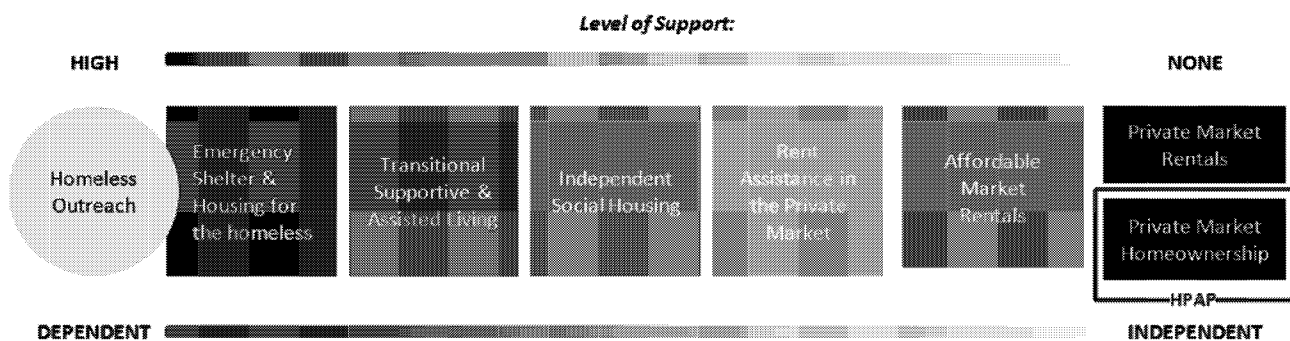 Level of Support:
HIGH
NONE
Homeless
Outreach
Emergency
Shelter &
Housing for
the homeless
Transitional
Supportive &
Assisted Living
Independent
Social Housing
Rent
Assistance in
the Private
Market
Affordable
Market
Rentals
Private Market
Rentals
Private Market
Homeownership
HPAP
DEPENDENT
INDEPENDENT